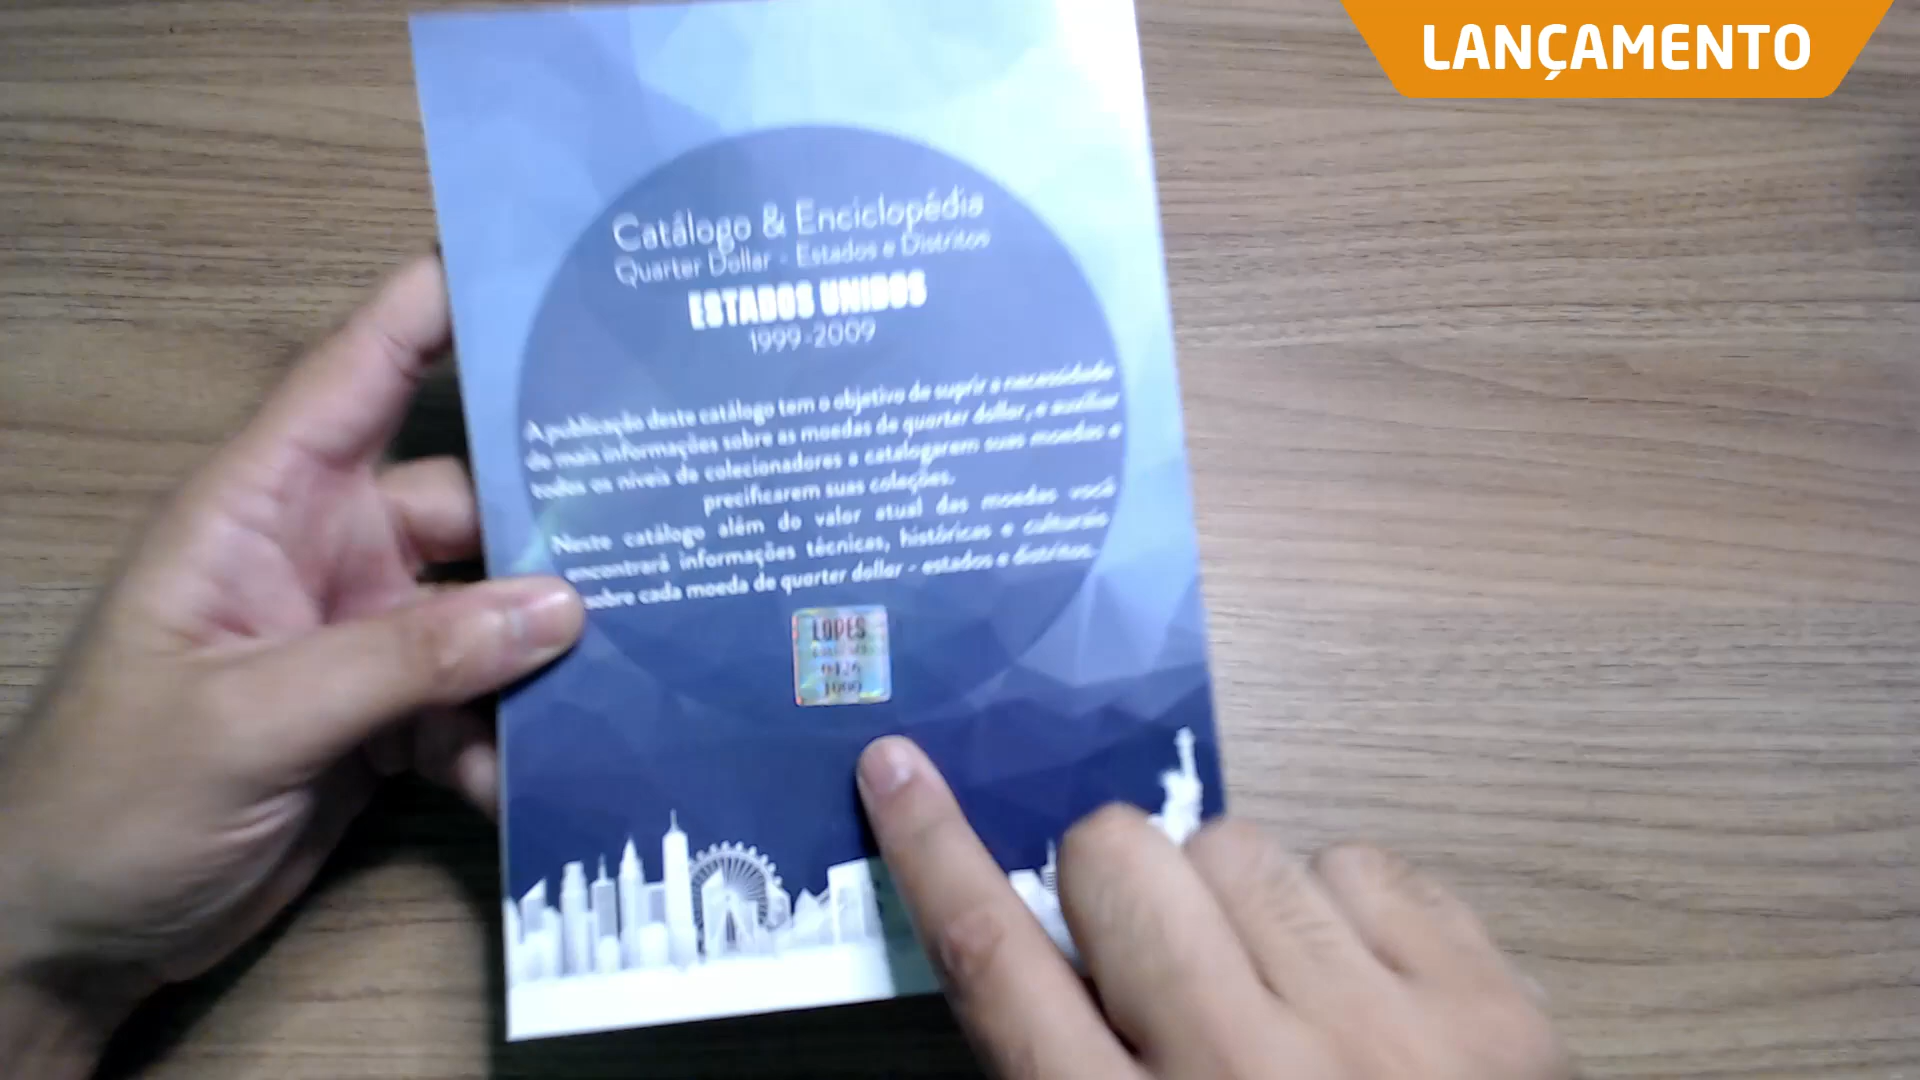 LANÇAMENTO
Catálogo & Enciclopédia
Quarter Dollar - Estados e Distritos
ESTADOS UNIDOS
1999-2009
A publicação deste catálogo tem o objetivo de suprir a necessidade
de mais informações sobre as moedas de quarter dollar, e auxiliar
todos os níveis de colecionadores a catalogarem suas moedas e
precificarem suas coleções.
Neste catálogo além do valor atual das moedas você
encontrará informações técnicas, históricas e culturais
sobre cada moeda de quarter dollar - estados e distritos.
LOPES